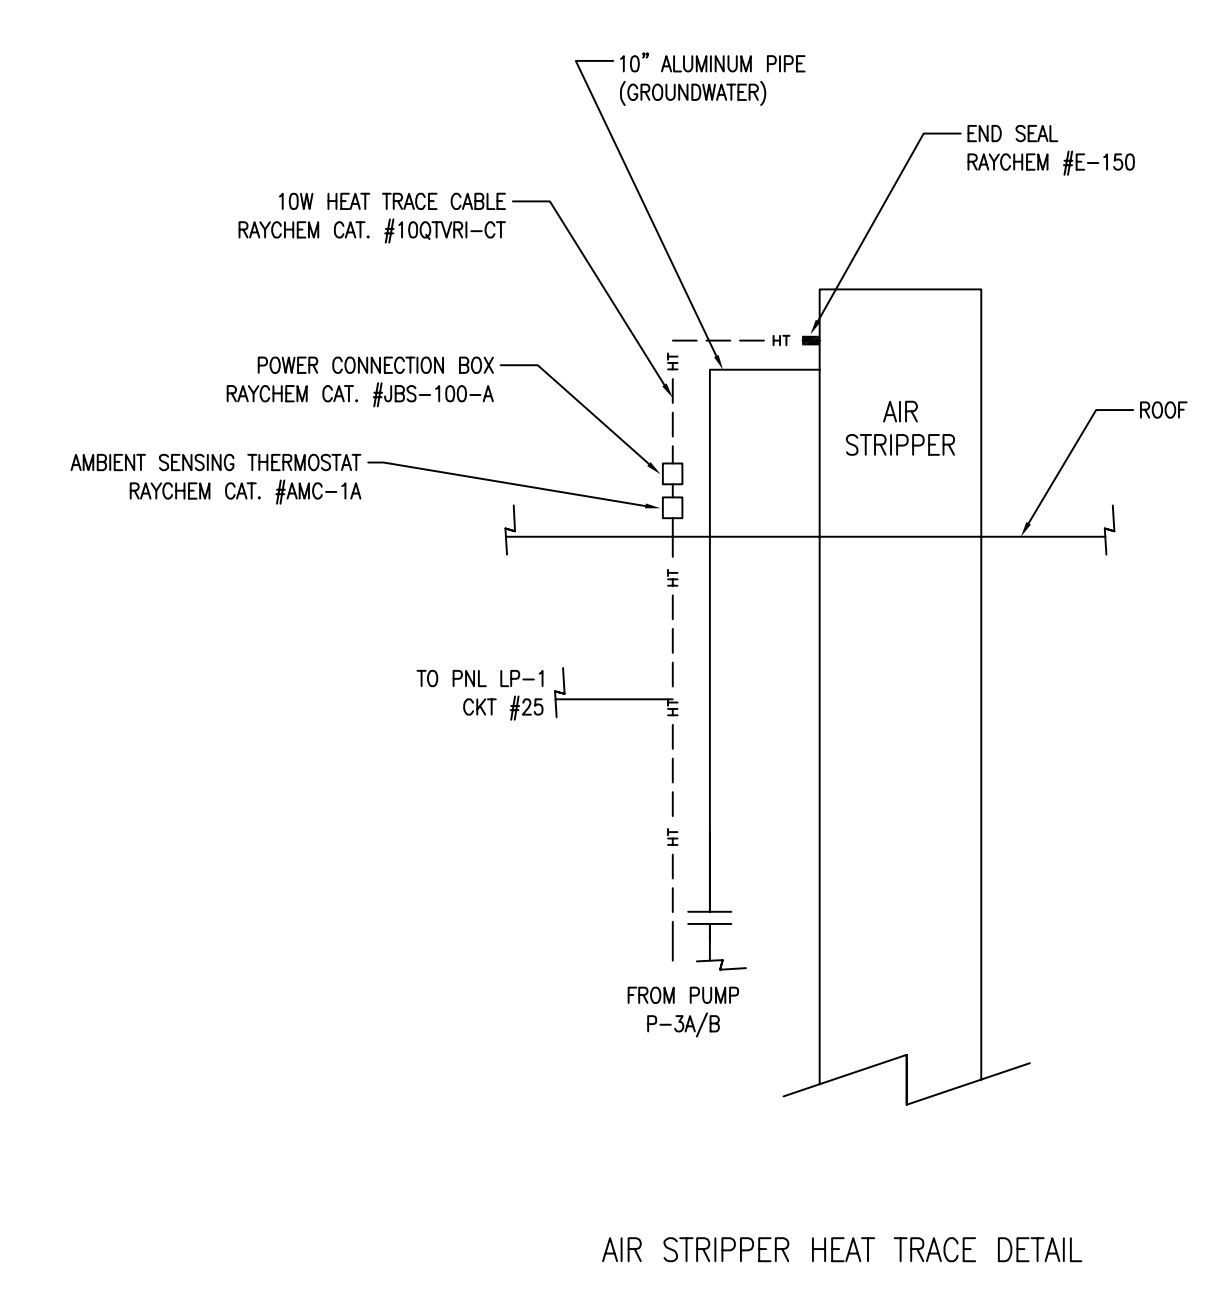 10" ALUMINUM PIPE
(GROUNDWATER)
END SEAL
RAYCHEM #E-150
10W HEAT TRACE CABLE
RAYCHEM CAT. #10QTVRI-CT
HT
HT
POWER CONNECTION BOX
RAYCHEM CAT. #JBS-100-A
AIR
STRIPPER
ROOF
AMBIENT SENSING THERMOSTAT
RAYCHEM CAT. #AMC-1A
HT
TO PNL LP-1
CKT #25
HT
HT
FROM PUMP
P-3A/B
AIR STRIPPER HEAT TRACE DETAIL